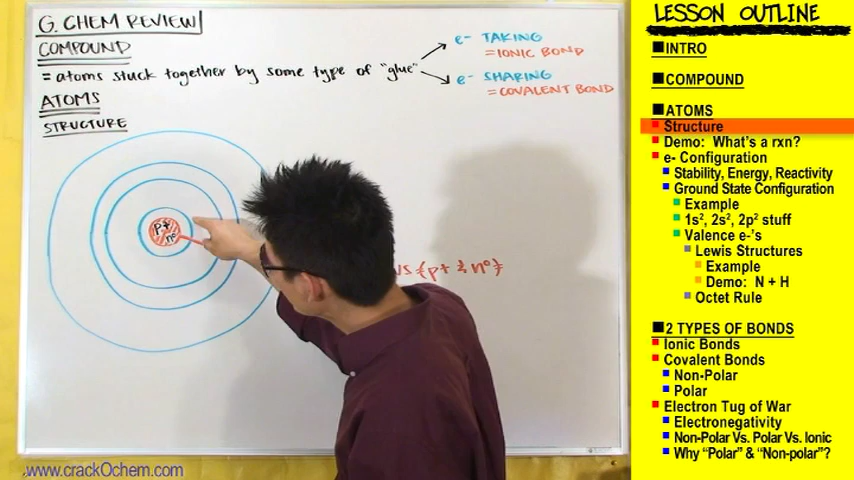 G. CHEM REVIEW
COMPOUND
= atoms stuck together by some type of "glue"
e- TAKING
= IONIC BOND
e- SHARING
= COVALENT BOND
ATOMS
STRUCTURE
p+
n°
(p+ & n°)
www.crackOchem.com
LESSON OUTLINE
INTRO
COMPOUND
ATOMS
Structure
Demo: What's a rxn?
e- Configuration
Stability, Energy, Reactivity
Ground State Configuration
Example
1s², 2s², 2p² stuff
Valence e-'s
Lewis Structures
Example
Demo: N + H
Octet Rule
2 TYPES OF BONDS
Ionic Bonds
Covalent Bonds
Non-Polar
Polar
Electron Tug of War
Electronegativity
Non-Polar Vs. Polar Vs. Ionic
Why "Polar" & "Non-polar"?